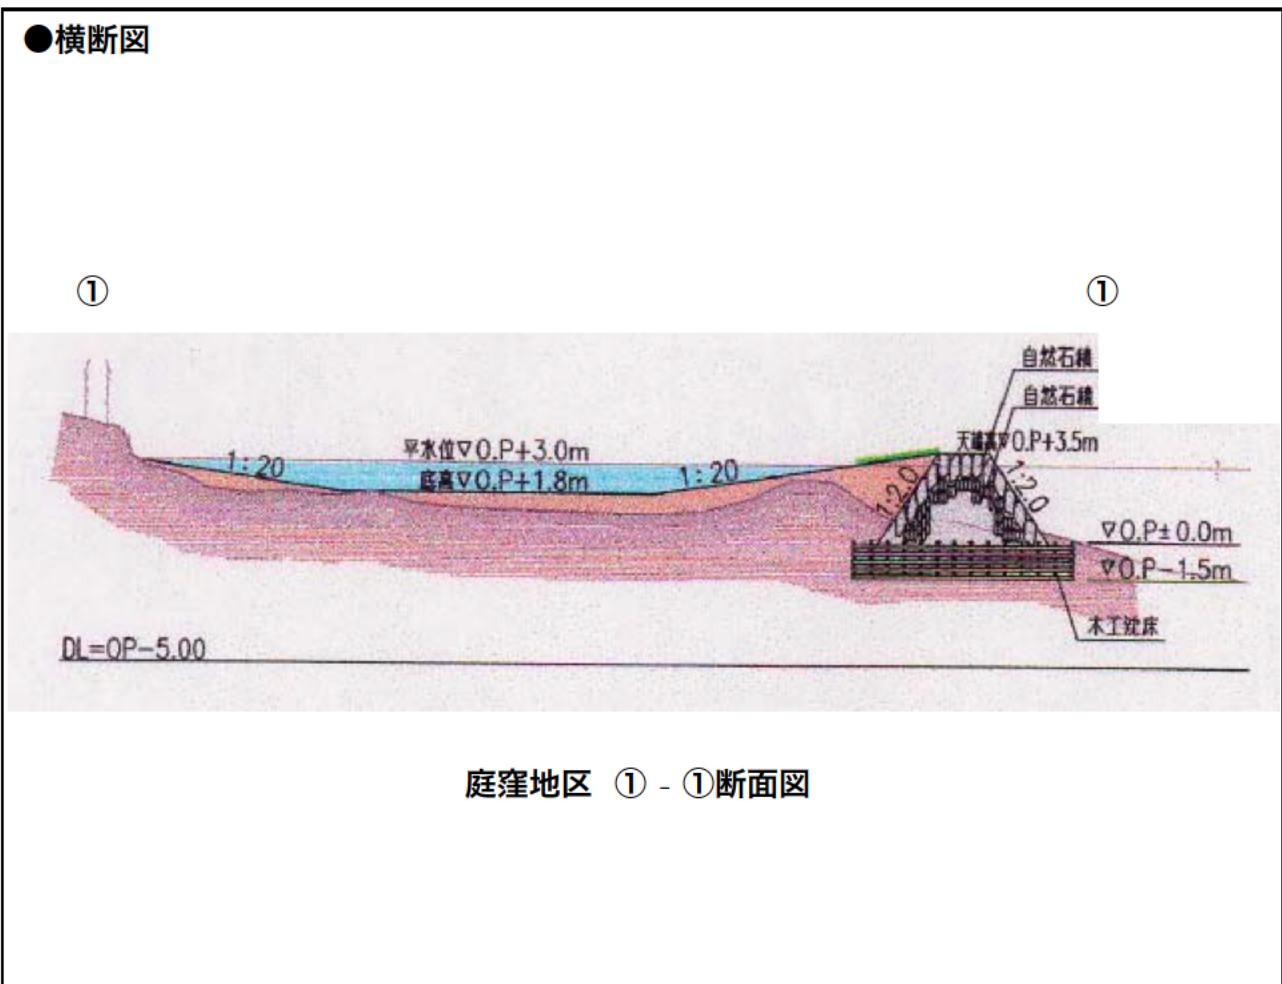 ●横断図
①
①
自然石積
自然石積
平水位▽O.P+3.0m
天端高▽O.P+3.5m
1:20
1:20
底高▽O.P+1.8m
1:2.0
1:2.0
▽O.P±0.0m
▽O.P-1.5m
木工沈床
DL=OP-5.00
庭窪地区 ① - ①断面図